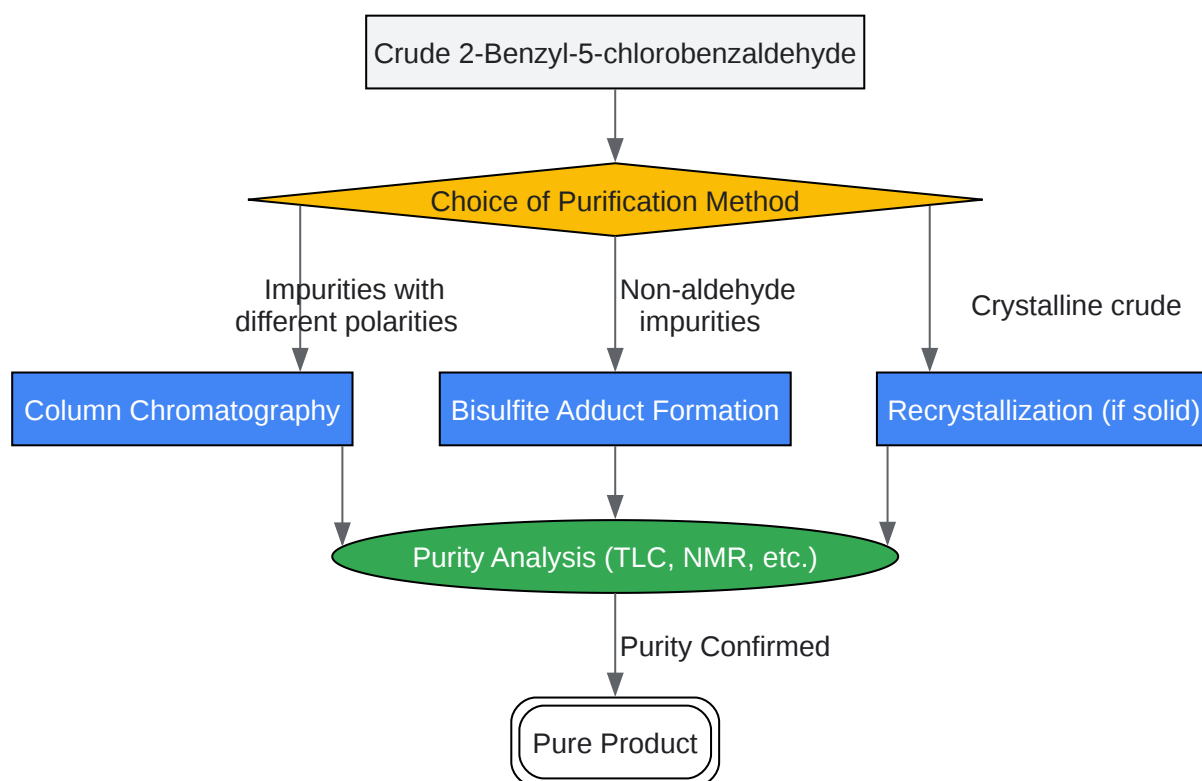 Crude 2-Benzyl-5-chlorobenzaldehyde
Choice of Purification Method
Impurities with
different polarities
Non-aldehyde
impurities
Crystalline crude
Column Chromatography
Bisulfite Adduct Formation
Recrystallization (if solid)
Purity Analysis (TLC, NMR, etc.)
Purity Confirmed
Pure Product